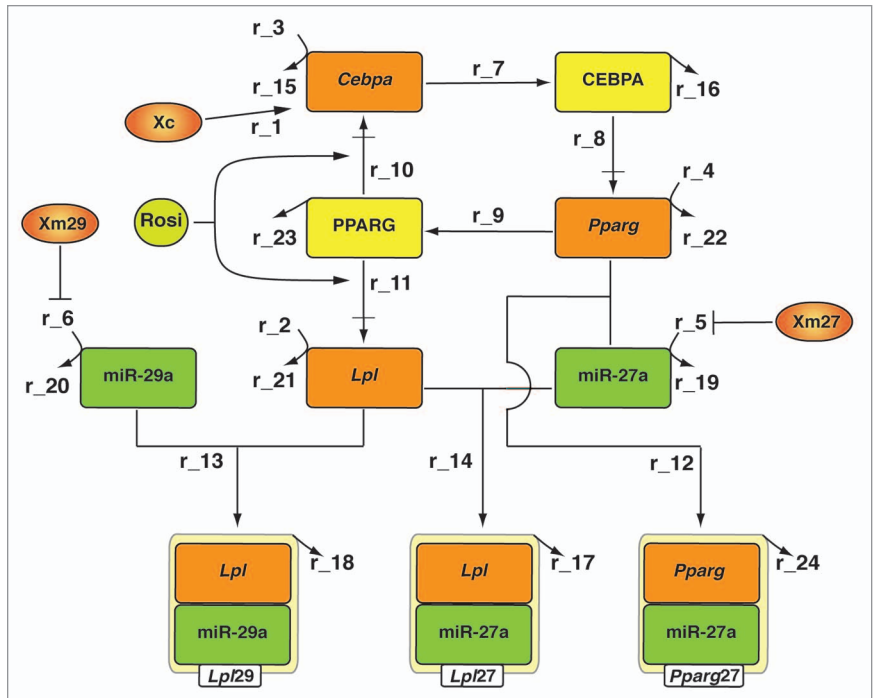 r_3
Cebpa
r_7
CEBPA
r_15
r_16
Xc
r_1
r_8
r_10
r_4
Xm29
Rosi
PPARG
r_9
Pparg
r_23
r_22
r_11
r_6
r_2
r_5
Xm27
miR-29a
Lpl
miR-27a
r_20
r_21
r_19
r_13
r_14
r_12
r_18
r_17
r_24
Lpl
Lpl
Pparg
miR-29a
miR-27a
miR-27a
Lpl29
Lpl27
Pparg27